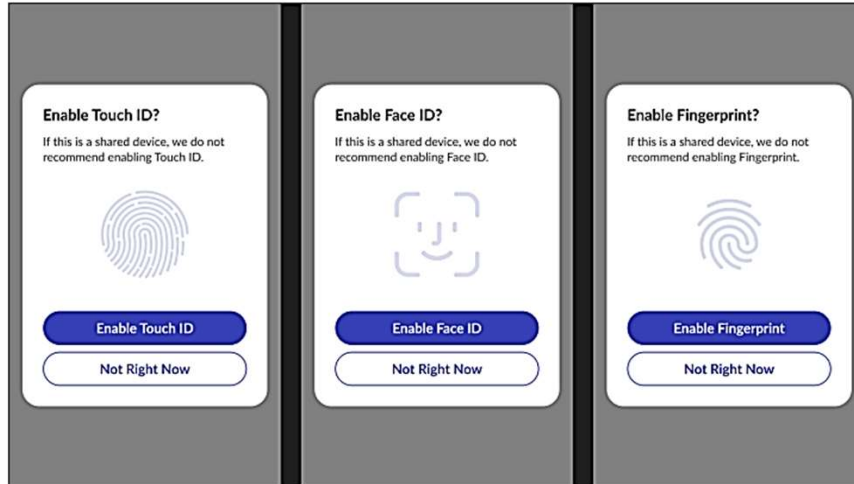 Enable Touch ID?
If this is a shared device, we do not
recommend enabling Touch ID.
Enable Touch ID
Not Right Now
Enable Face ID?
If this is a shared device, we do not
recommend enabling Face ID.
Enable Face ID
Not Right Now
Enable Fingerprint?
If this is a shared device, we do not
recommend enabling Fingerprint.
Enable Fingerprint
Not Right Now